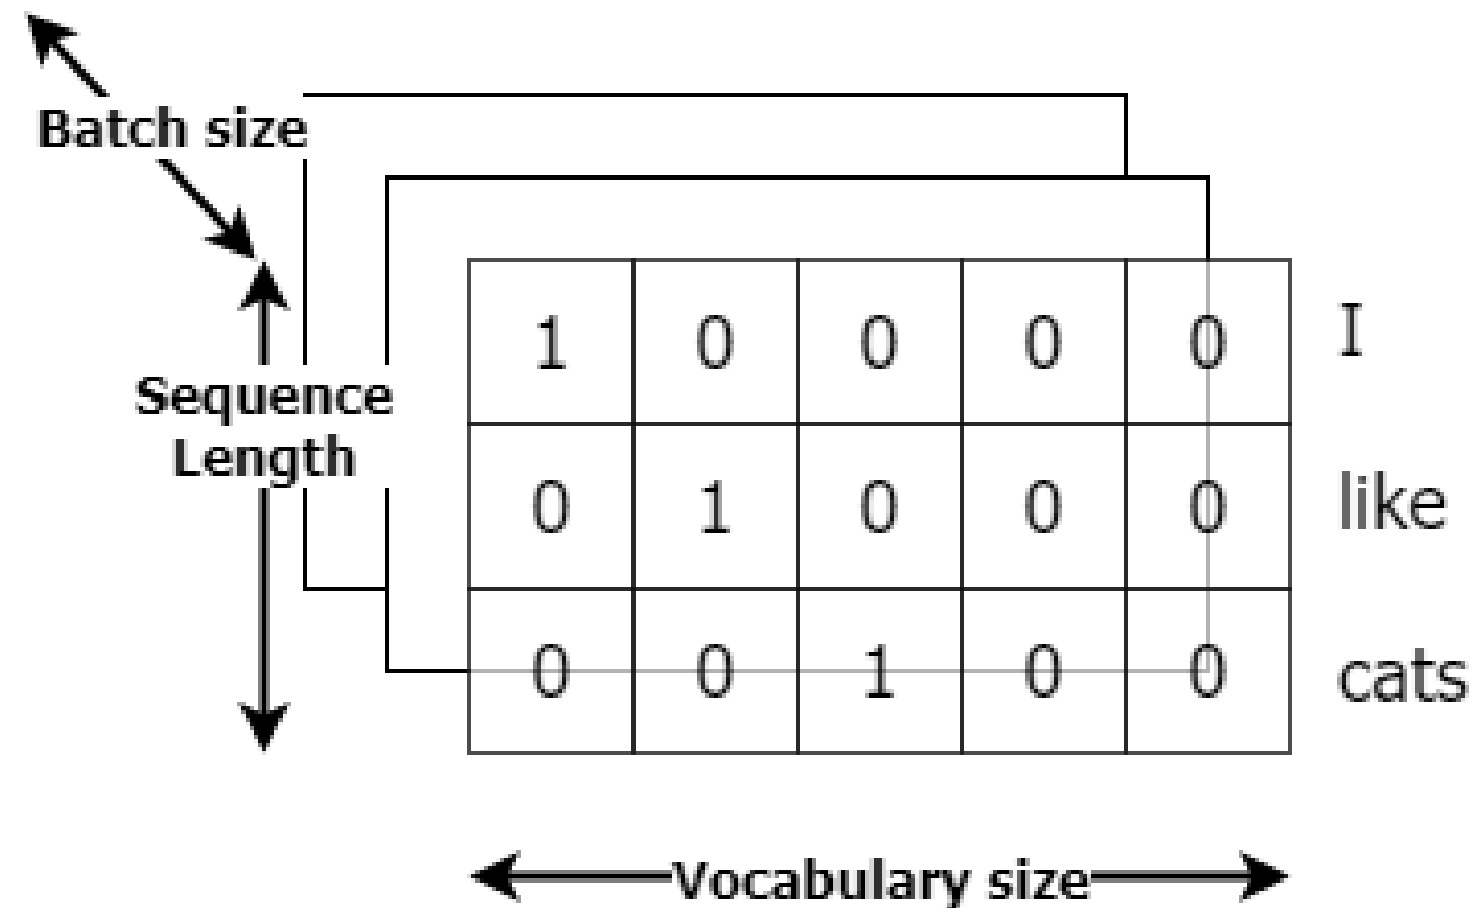 Batch size
1 0 0 0 0 I
Sequence
Length
0 1 0 0 0 like
0 0 1 0 0 cats
Vocabulary size